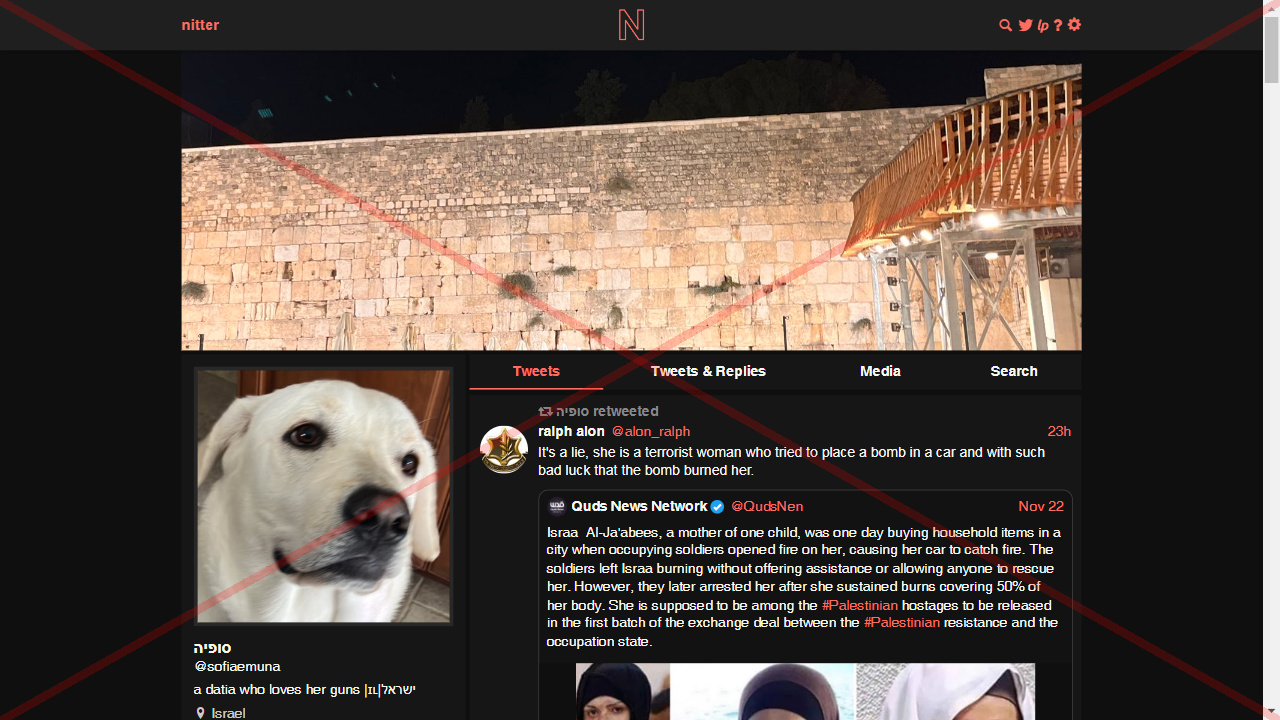 nitter
N
lp ?
Tweets
Tweets & Replies
Media
Search
סופיה retweeted
ralph alon @alon_ralph 23h
It's a lie, she is a terrorist woman who tried to place a bomb in a car and with such
bad luck that the bomb burned her.
Quds News Network @QudsNen Nov 22
Israa Al-Ja'abees, a mother of one child, was one day buying household items in a
city when occupying soldiers opened fire on her, causing her car to catch fire. The
soldiers left Israa burning without offering assistance or allowing anyone to rescue
her. However, they later arrested her after she sustained burns covering 50% of
her body. She is supposed to be among the #Palestinian hostages to be released
in the first batch of the exchange deal between the #Palestinian resistance and the
occupation state.
סופיה
@sofiaemuna
a datia who loves her guns |ישראל|IL
Israel